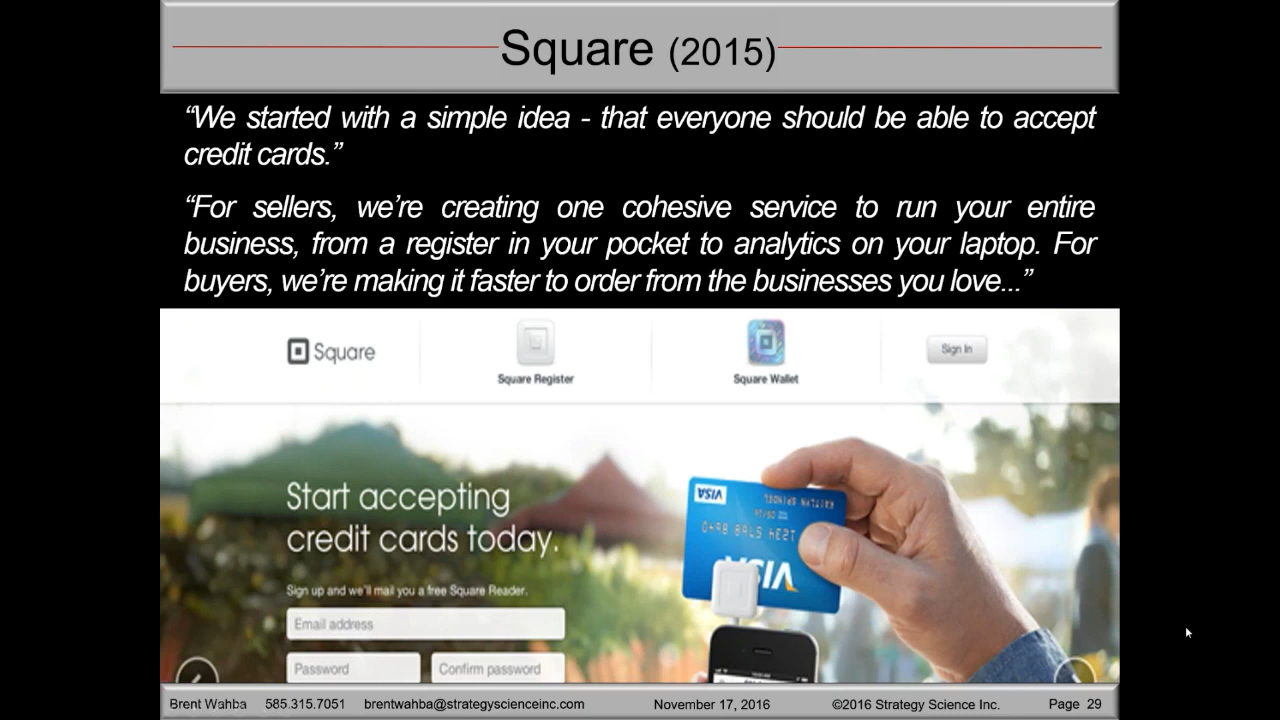 Square (2015)
“We started with a simple idea - that everyone should be able to accept
credit cards.”
“For sellers, we’re creating one cohesive service to run your entire
business, from a register in your pocket to analytics on your laptop. For
buyers, we’re making it faster to order from the businesses you love...”
Square
Square Register
Square Wallet
Sign In
Start accepting
credit cards today.
Sign up and we'll mail you a free Square Reader.
Email address
Password
Confirm password
VISA
VISA
Brent Wahba 585.315.7051 brentwahba@strategyscienceinc.com November 17, 2016 ©2016 Strategy Science Inc. Page 29